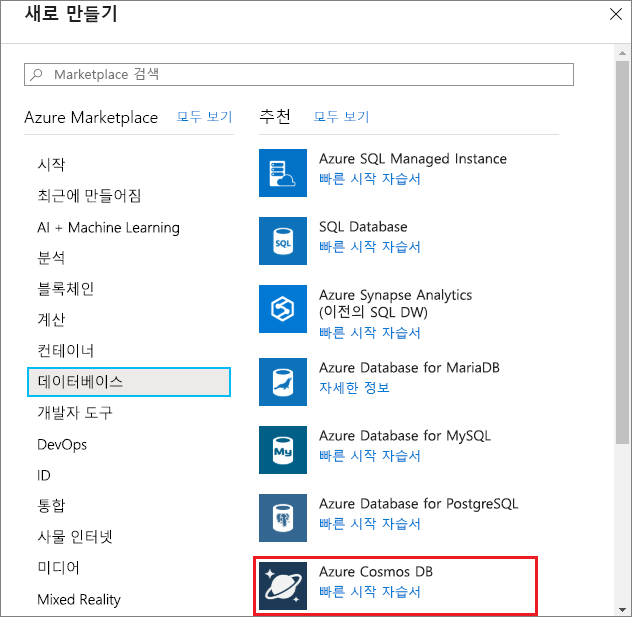 새로 만들기
Marketplace 검색
Azure Marketplace 모두 보기
시작
최근에 만들어짐
AI + Machine Learning
분석
블록체인
계산
컨테이너
데이터베이스
개발자 도구
DevOps
ID
통합
사물 인터넷
미디어
Mixed Reality
추천 모두 보기
Azure SQL Managed Instance
빠른 시작 자습서
SQL
SQL Database
빠른 시작 자습서
Azure Synapse Analytics
(이전의 SQL DW)
빠른 시작 자습서
Azure Database for MariaDB
자세한 정보
My
Azure Database for MySQL
빠른 시작 자습서
Azure Database for PostgreSQL
빠른 시작 자습서
Azure Cosmos DB
빠른 시작 자습서